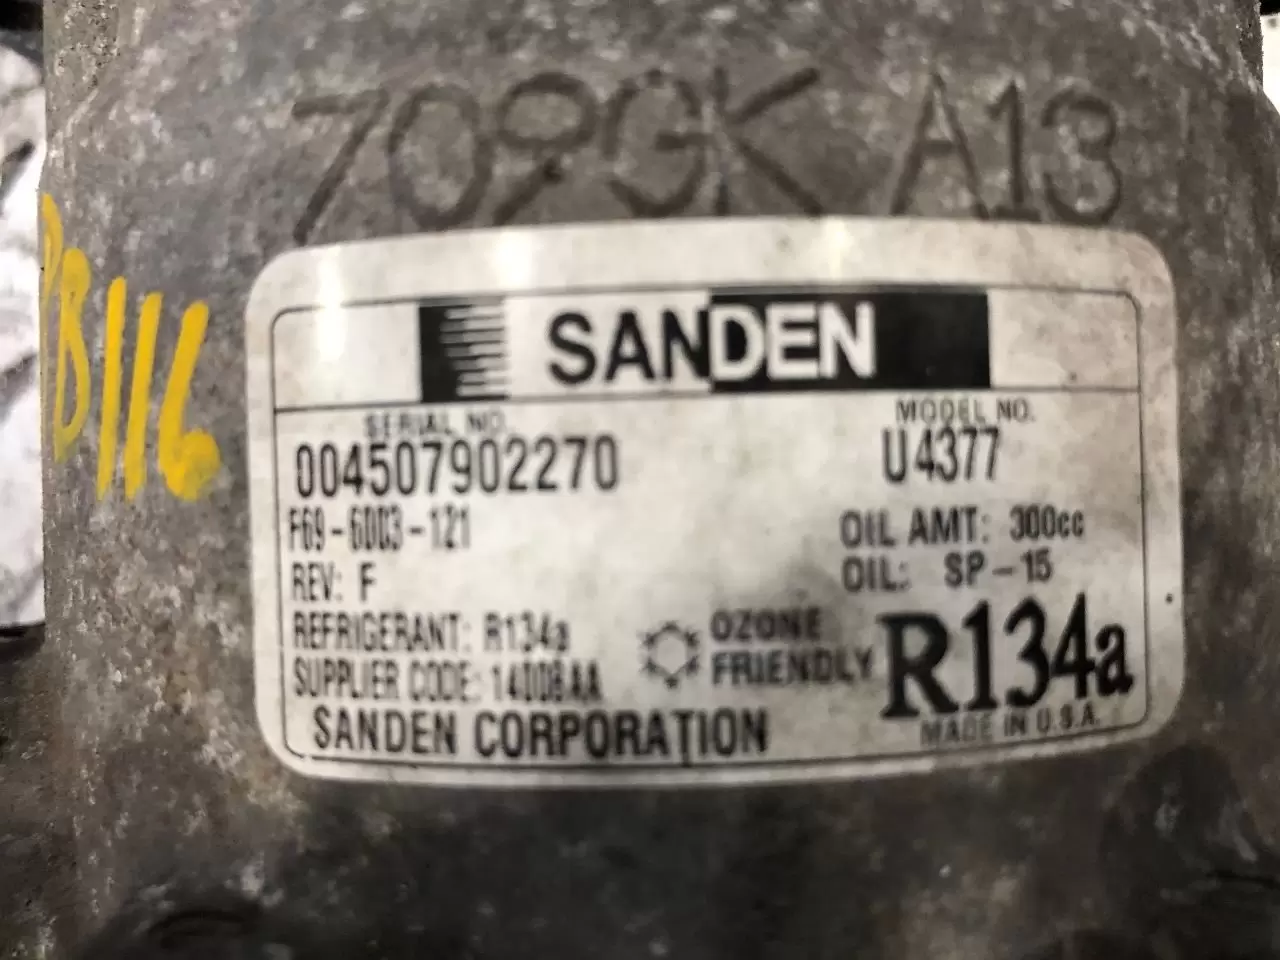 709GK A13
PB116
SANDEN
SERIAL NO. MODEL NO.
004507902270 U4377
F69-6003-121 OIL AMT: 300cc
REV: F OIL: SP-15
REFRIGERANT: R134a OZONE
SUPPLIER CODE: 14006AA FRIENDLY R134a
SANDEN CORPORATION MADE IN U.S.A.